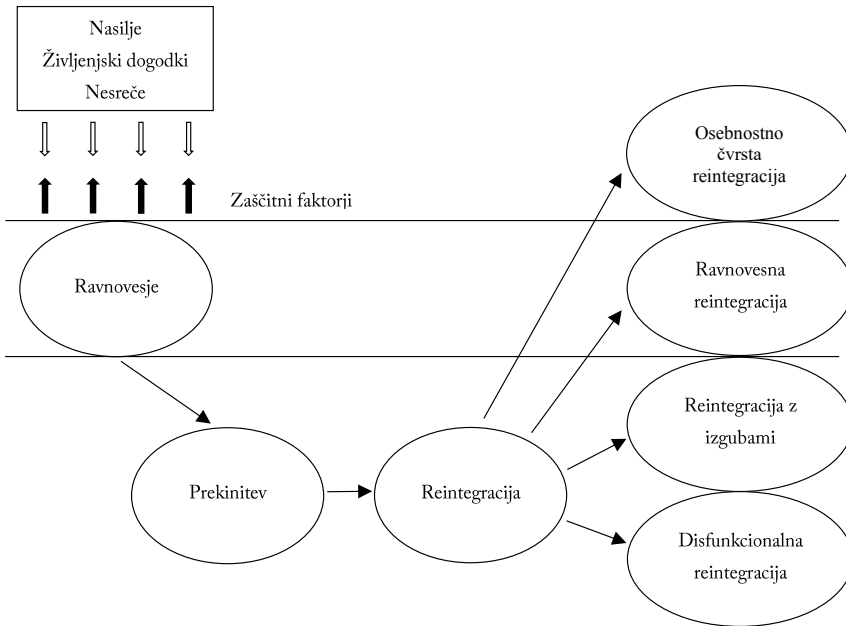 Nasilje
Življenjski dogodki
Nesreče
Zaščitni faktorji
Ravnovesje
Prekinitev
Reintegracija
Osebnostno
čvrsta
reintegracija
Ravnovesna
reintegracija
Reintegracija z
izgubami
Disfunkcionalna
reintegracija